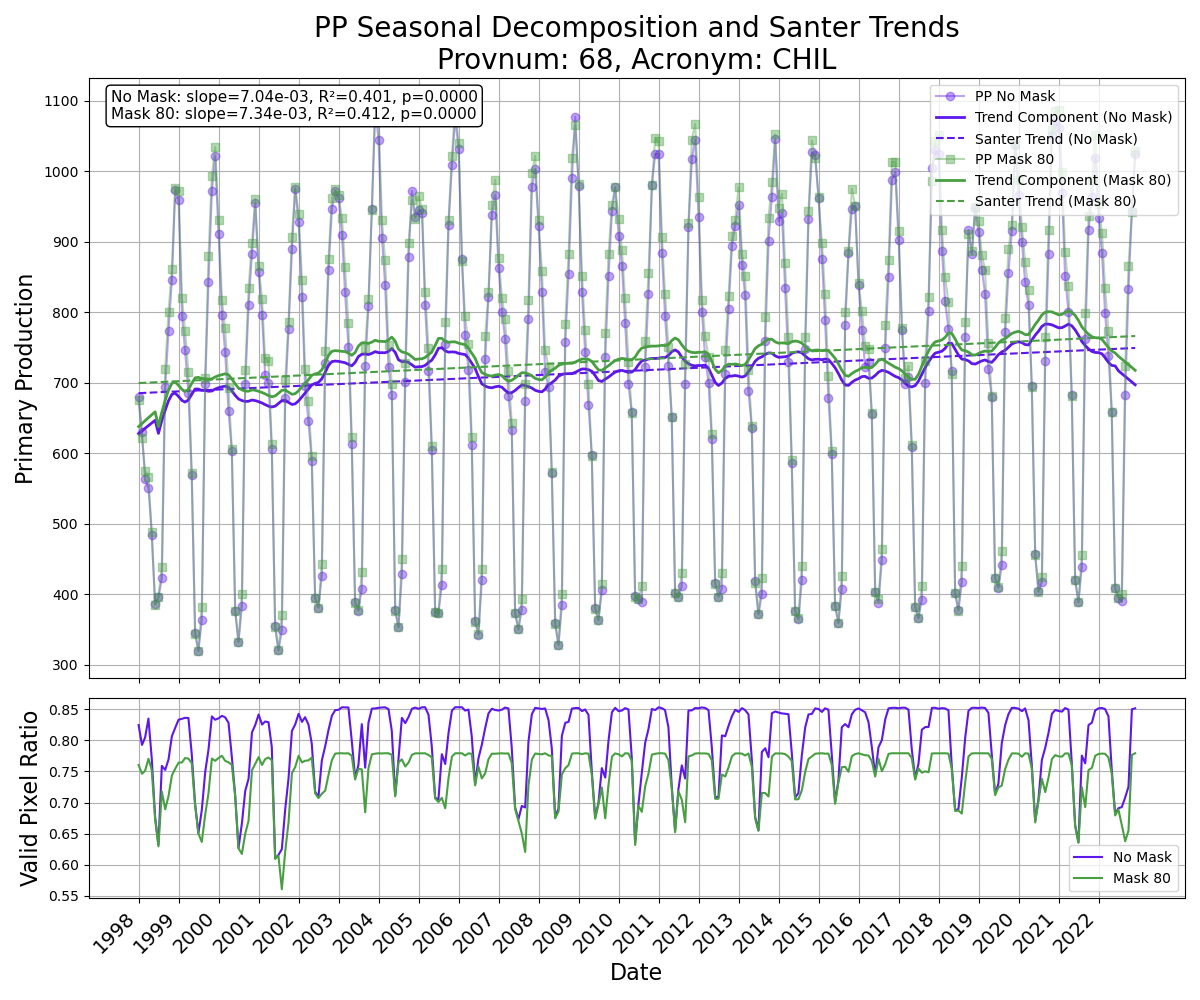 PP Seasonal Decomposition and Santer Trends
Provnum: 68, Acronym: CHIL
No Mask: slope=7.04e-03, R²=0.401, p=0.0000
Mask 80: slope=7.34e-03, R²=0.412, p=0.0000
PP No Mask
Trend Component (No Mask)
Santer Trend (No Mask)
PP Mask 80
Trend Component (Mask 80)
Santer Trend (Mask 80)
Primary Production
1100
1000
900
800
700
600
500
400
300
Valid Pixel Ratio
0.85
0.80
0.75
0.70
0.65
0.60
0.55
No Mask
Mask 80
1998
1999
2000
2001
2002
2003
2004
2005
2006
2007
2008
2009
2010
2011
2012
2013
2014
2015
2016
2017
2018
2019
2020
2021
2022
Date